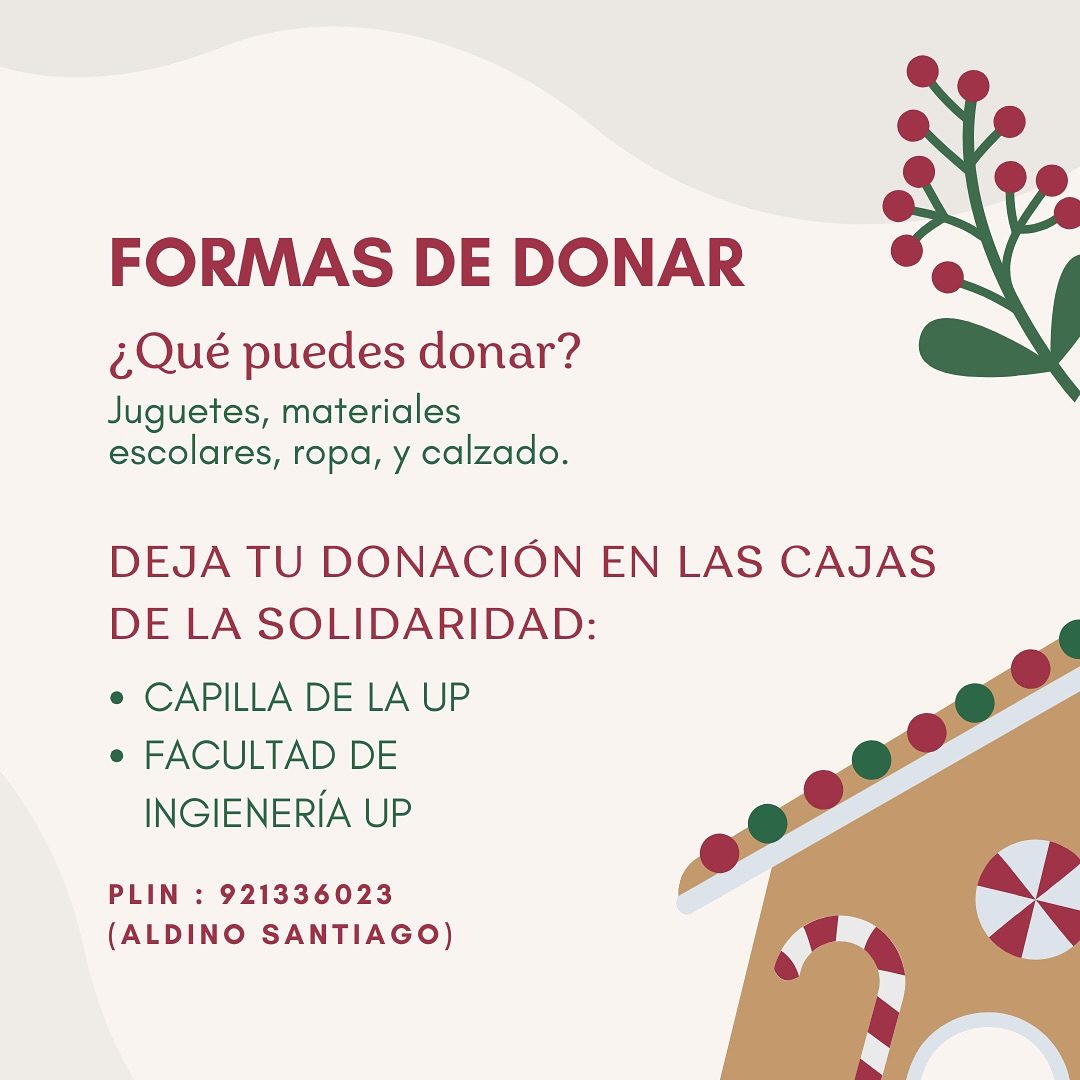 FORMAS DE DONAR
¿Qué puedes donar?
Juguetes, materiales
escolares, ropa, y calzado.
DEJA TU DONACIÓN EN LAS CAJAS
DE LA SOLIDARIDAD:
• CAPILLA DE LA UP
• FACULTAD DE
INGIENERÍA UP
PLIN : 921336023
(ALDINO SANTIAGO)